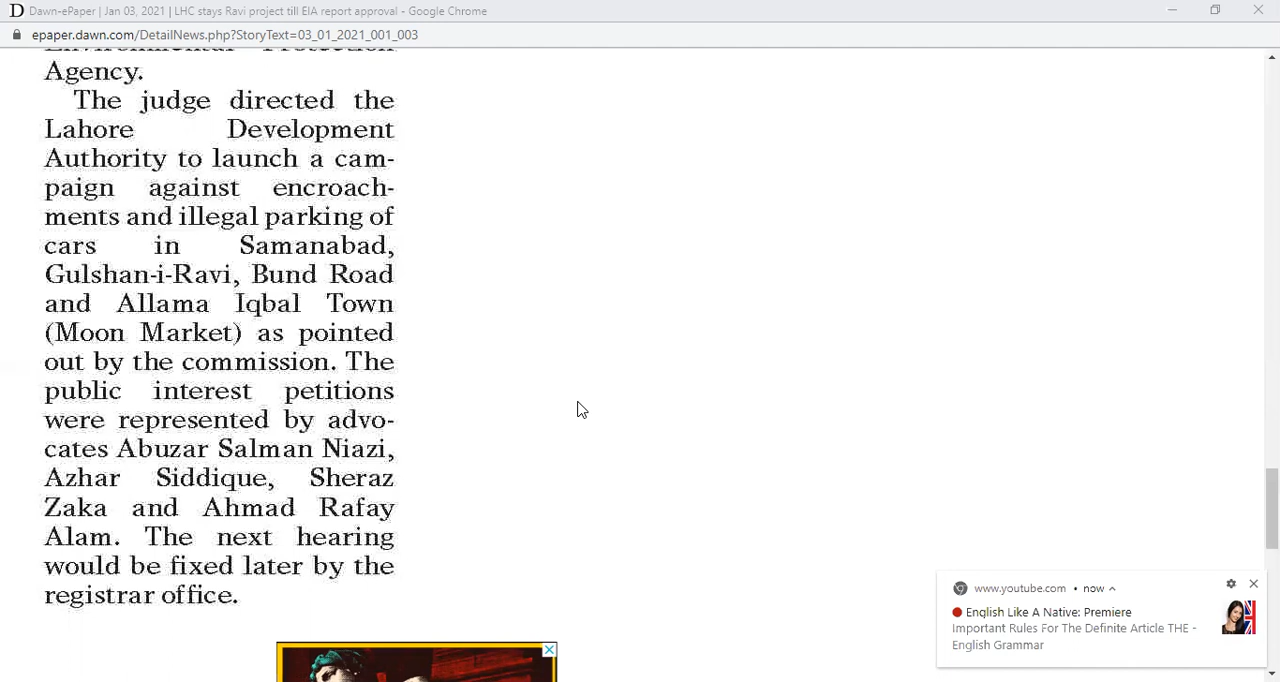 Dawn-ePaper | Jan 03, 2021 | LHC stays Ravi project till EIA report approval - Google Chrome
epaper.dawn.com/DetailNews.php?StoryText=03_01_2021_001_003
Environmental Protection
Agency.
The judge directed the
Lahore Development
Authority to launch a cam-
paign against encroach-
ments and illegal parking of
cars in Samanabad,
Gulshan-i-Ravi, Bund Road
and Allama Iqbal Town
(Moon Market) as pointed
out by the commission. The
public interest petitions
were represented by advo-
cates Abuzar Salman Niazi,
Azhar Siddique, Sheraz
Zaka and Ahmad Rafay
Alam. The next hearing
would be fixed later by the
registrar office.
www.youtube.com • now
English Like A Native: Premiere
Important Rules For The Definite Article THE -
English Grammar